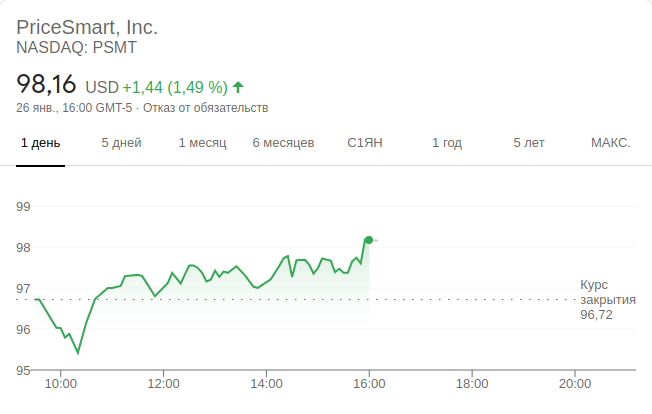 PriceSmart, Inc.
NASDAQ: PSMT
98,16 USD +1,44 (1,49 %)
26 янв., 16:00 GMT-5 · Отказ от обязательств
1 день 5 дней 1 месяц 6 месяцев С1ЯН 1 год 5 лет МАКС.
99
98
97
Курс
закрытия
96,72
96
95
10:00 12:00 14:00 16:00 18:00 20:00